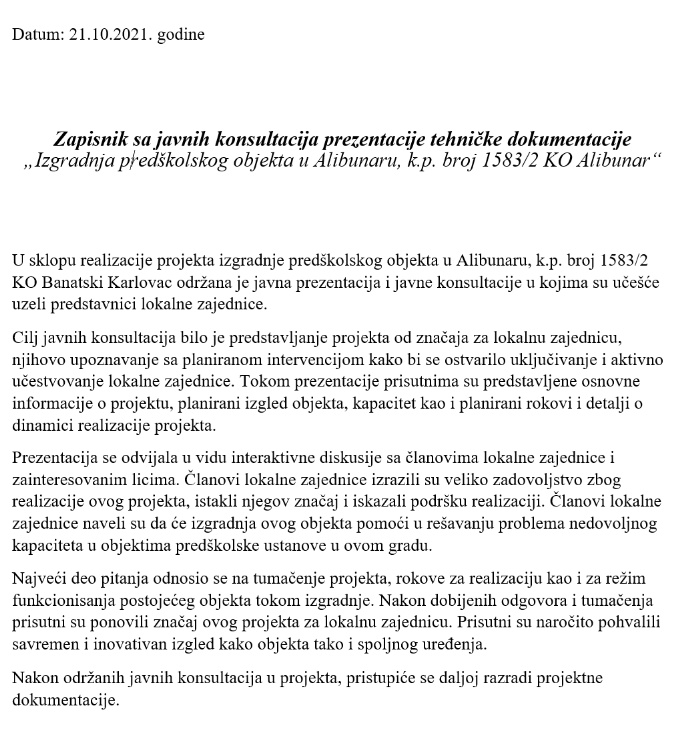 Datum: 21.10.2021. godine
Zapisnik sa javnih konsultacija prezentacije tehničke dokumentacije
„Izgradnja predškolskog objekta u Alibunaru, k.p. broj 1583/2 KO Alibunar“
U sklopu realizacije projekta izgradnje predškolskog objekta u Alibunaru, k.p. broj 1583/2
KO Banatski Karlovac održana je javna prezentacija i javne konsultacije u kojima su učešće
uzeli predstavnici lokalne zajednice.
Cilj javnih konsultacija bilo je predstavljanje projekta od značaja za lokalnu zajednicu,
njihovo upoznavanje sa planiranom intervencijom kako bi se ostvarilo uključivanje i aktivno
učestvovanje lokalne zajednice. Tokom prezentacije prisutnima su predstavljene osnovne
informacije o projektu, planirani izgled objekta, kapacitet kao i planirani rokovi i detalji o
dinamici realizacije projekta.
Prezentacija se odvijala u vidu interaktivne diskusije sa članovima lokalne zajednice i
zainteresovanim licima. Članovi lokalne zajednice izrazili su veliko zadovoljstvo zbog
realizacije ovog projekta, istakli njegov značaj i iskazali podršku realizaciji. Članovi lokalne
zajednice naveli su da će izgradnja ovog objekta pomoći u rešavanju problema nedovoljnog
kapaciteta u objektima predškolske ustanove u ovom gradu.
Najveći deo pitanja odnosio se na tumačenje projekta, rokove za realizaciju kao i za režim
funkcionisanja postojećeg objekta tokom izgradnje. Nakon dobijenih odgovora i tumačenja
prisutni su ponovili značaj ovog projekta za lokalnu zajednicu. Prisutni su naročito pohvalili
savremen i inovativan izgled kako objekta tako i spoljnog uređenja.
Nakon održanih javnih konsultacija u projekta, pristupiće se daljoj razradi projektne
dokumentacije.